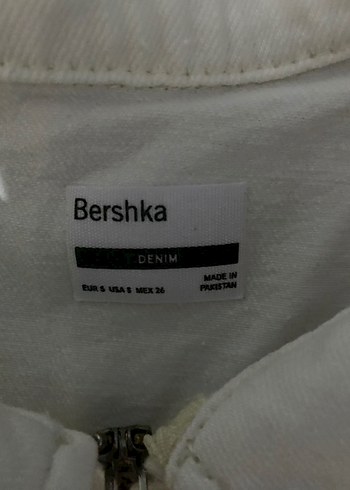 Bershka
DENIM
MADE IN
PAKISTAN
EUR S USA S MEX 26